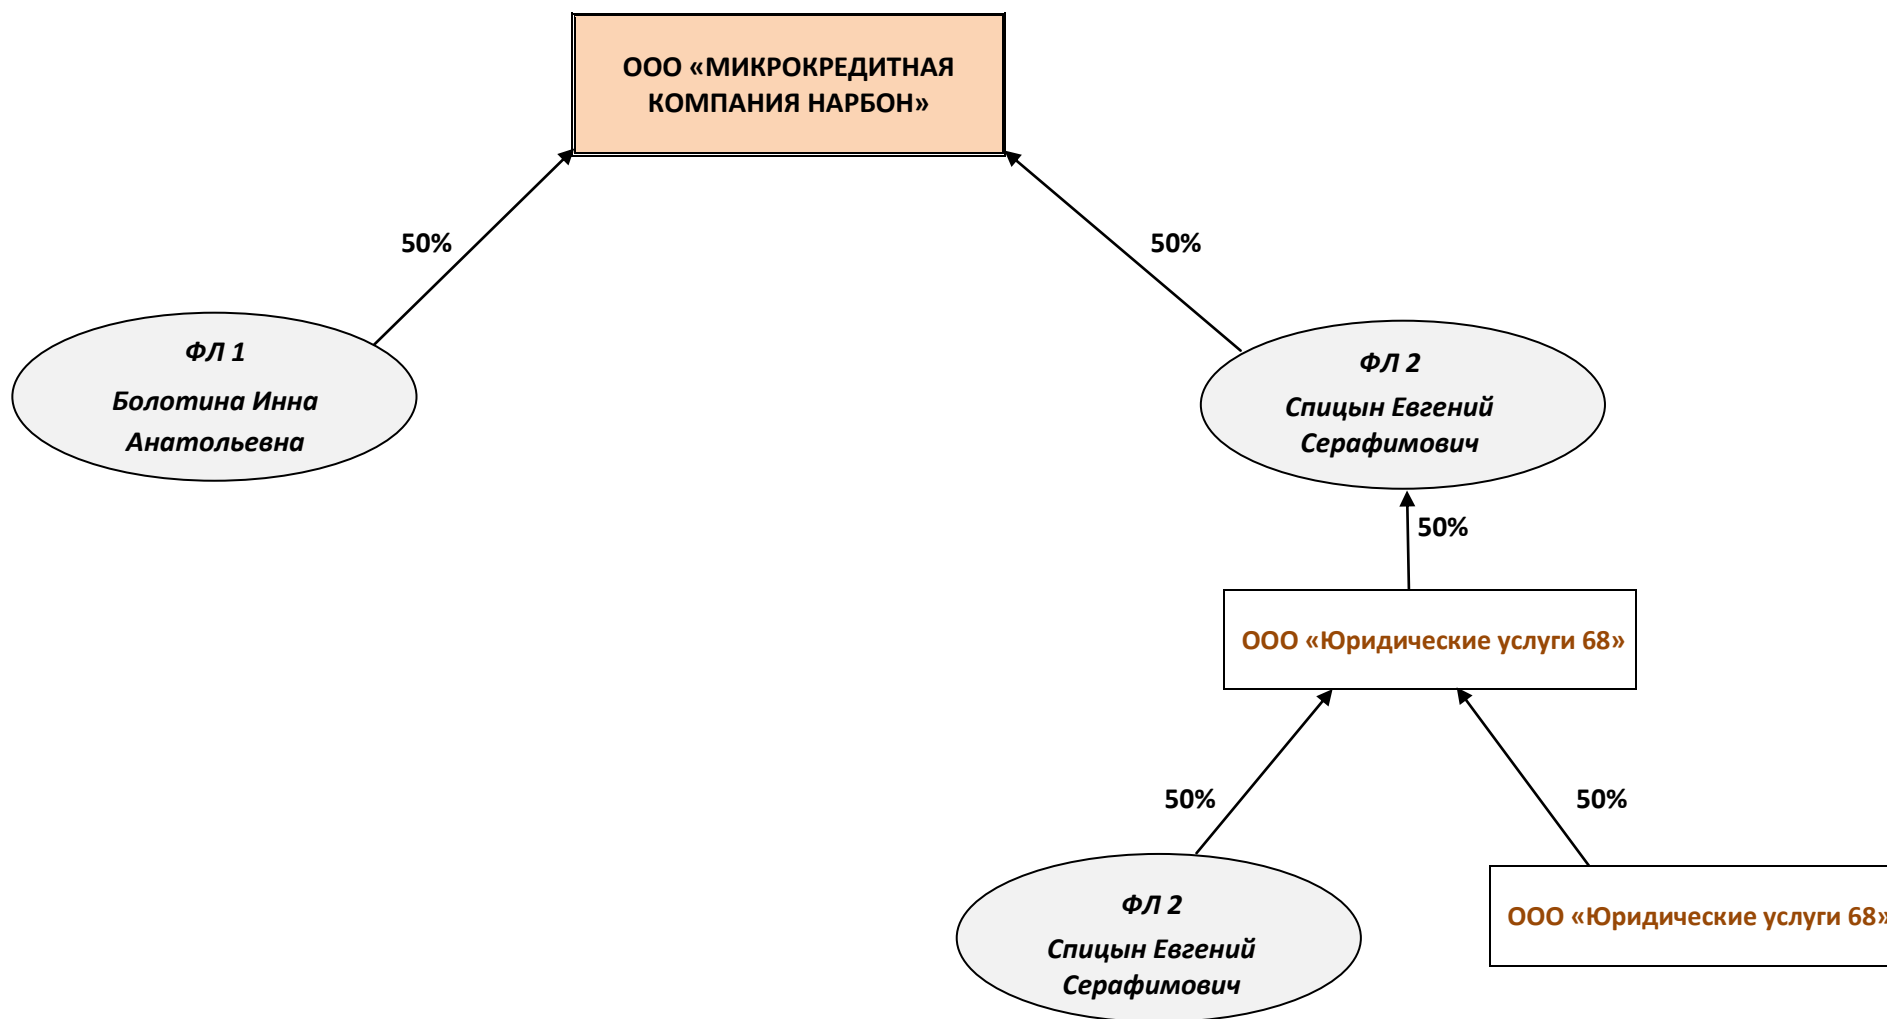 ООО «МИКРОКРЕДИТНАЯ
КОМПАНИЯ НАРБОН»
50%
50%
ФЛ 1
Болотина Инна
Анатольевна
ФЛ 2
Спицын Евгений
Серафимович
50%
ООО «Юридические услуги 68»
50%
50%
ФЛ 2
Спицын Евгений
Серафимович
ООО «Юридические услуги 68»